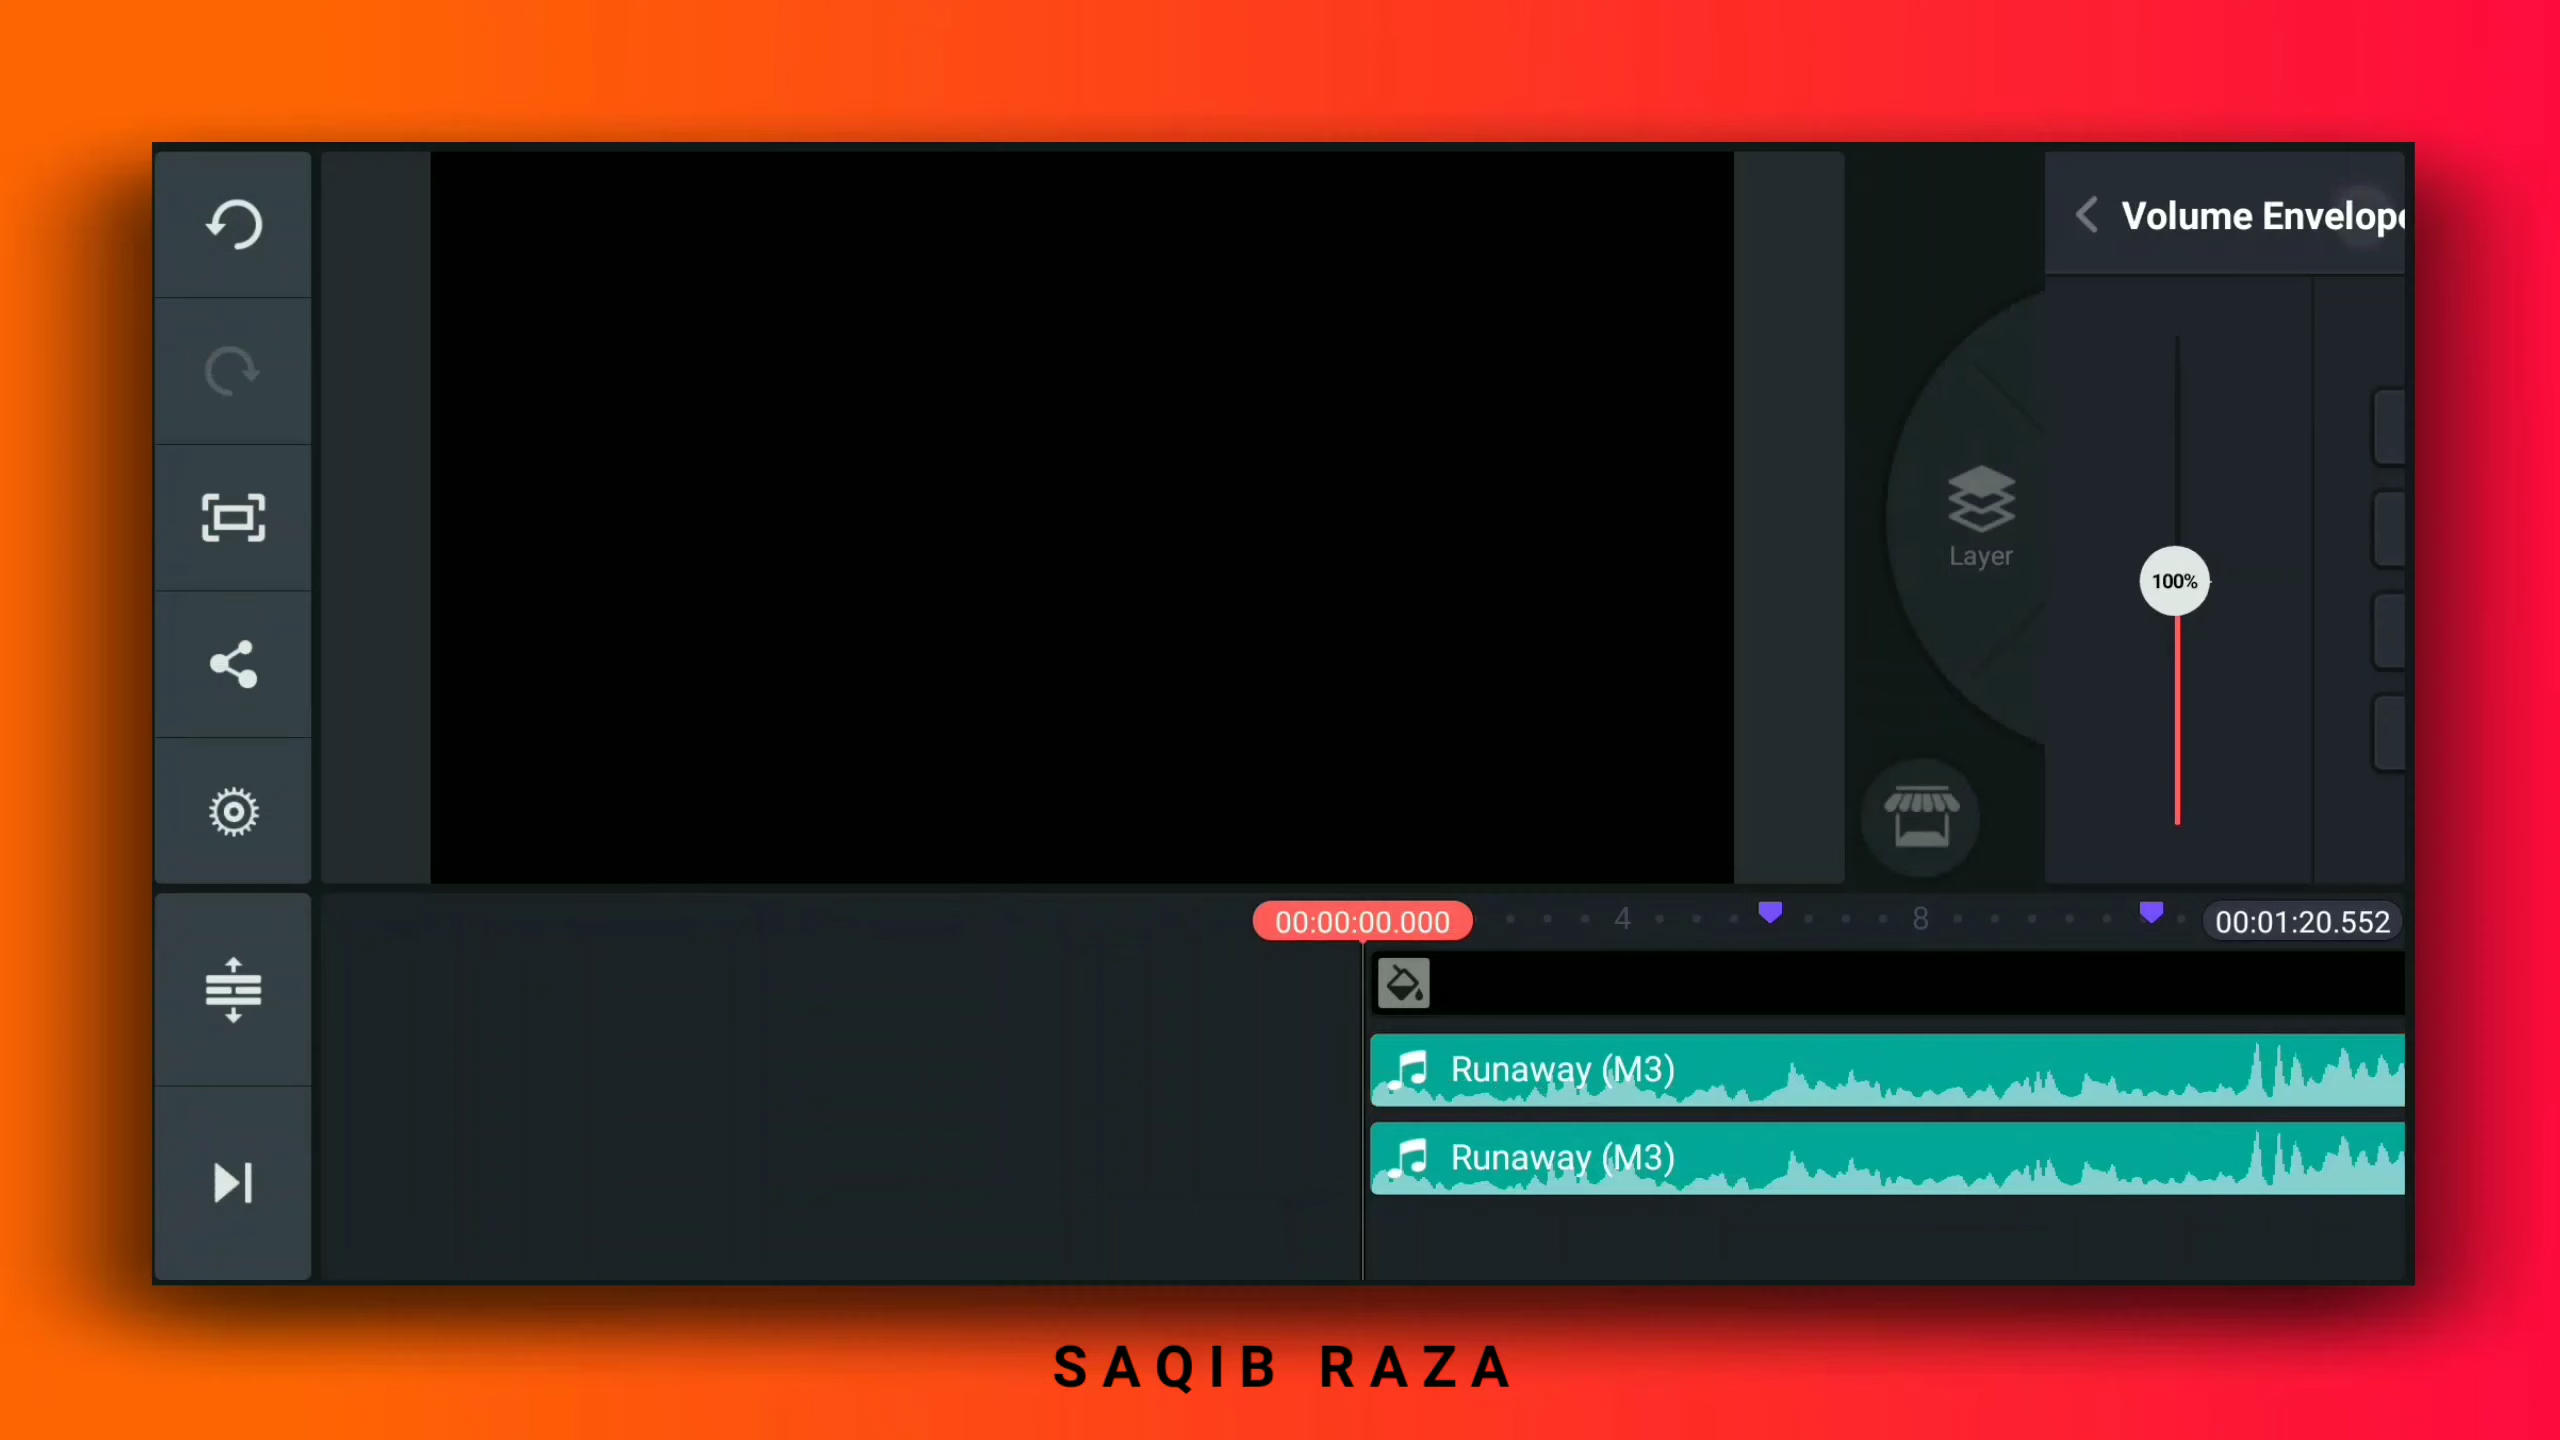 Volume Envelope
Layer
100%
00:00:00.000
4
8
00:01:20.552
Runaway (M3)
Runaway (M3)
SAQIB RAZA